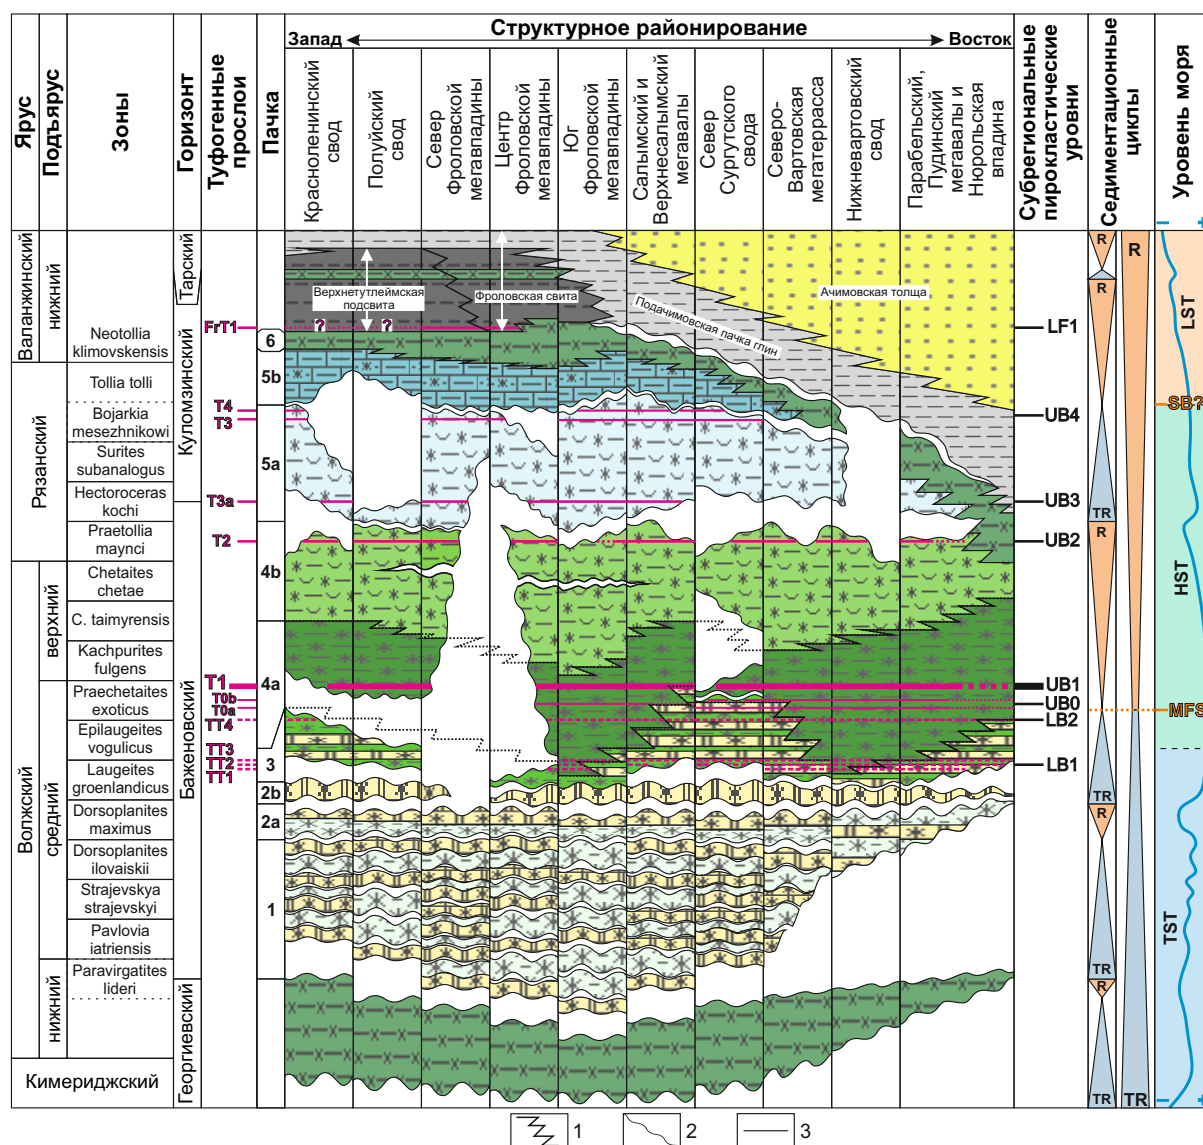 Структурное районирование
Запад
Восток
Ярус
Подъярус
Зоны
Горизонт
Туфогенные
прослои
Пачка
Красноленинский
свод
Полуйский
свод
Север
Фроловской
мегавпадины
Центр
Фроловской
мегавпадины
Юг
Фроловской
мегавпадины
Салымский и
Верхнесалымский
мегавалы
Север
Сургутского
свода
Северо-
Вартовская
мегатерраса
Нижневартовский
свод
Парабельский,
Пудинский
мегавалы и
Нюрольская
впадина
Субрегиональные
пирокластические
уровни
Седиментационные
циклы
Уровень моря
- +
Валанжинский
нижний
Рязанский
Волжский
верхний
средний
нижний
Кимериджский
Neotollia
klimovskensis
Tollia tolli
Bojarkia
mesezhnikowi
Surites
subanalogus
Hectoroceras
kochi
Praetollia
maynci
Chetaites
chetae
C. taimyrensis
Kachpurites
fulgens
Praechetaites
exoticus
Epilaugeites
vogulicus
Laugeites
groenlandicus
Dorsoplanites
maximus
Dorsoplanites
ilovaiskii
Strajevskya
strajevskyi
Pavlovia
iatriensis
Paravirgatites
lideri
Тарский
Куломзинский
Баженовский
Георгиевский
FrT1
T4
T3
T3a
T2
T1
T0b
T0a
TT4
TT3
TT2
TT1
6
5b
5a
4b
4a
3
2b
2a
1
Верхнетутлеймская
подсвита
Фроловская свита
? ?
Подачимовская пачка глин
Ачимовская толща
LF1
UB4
UB3
UB2
UB1
UB0
LB2
LB1
R
R
TR
R
TR
R
TR
R
TR
R
TR
LST
SB?
HST
MFS
TST
- +
1
2
3